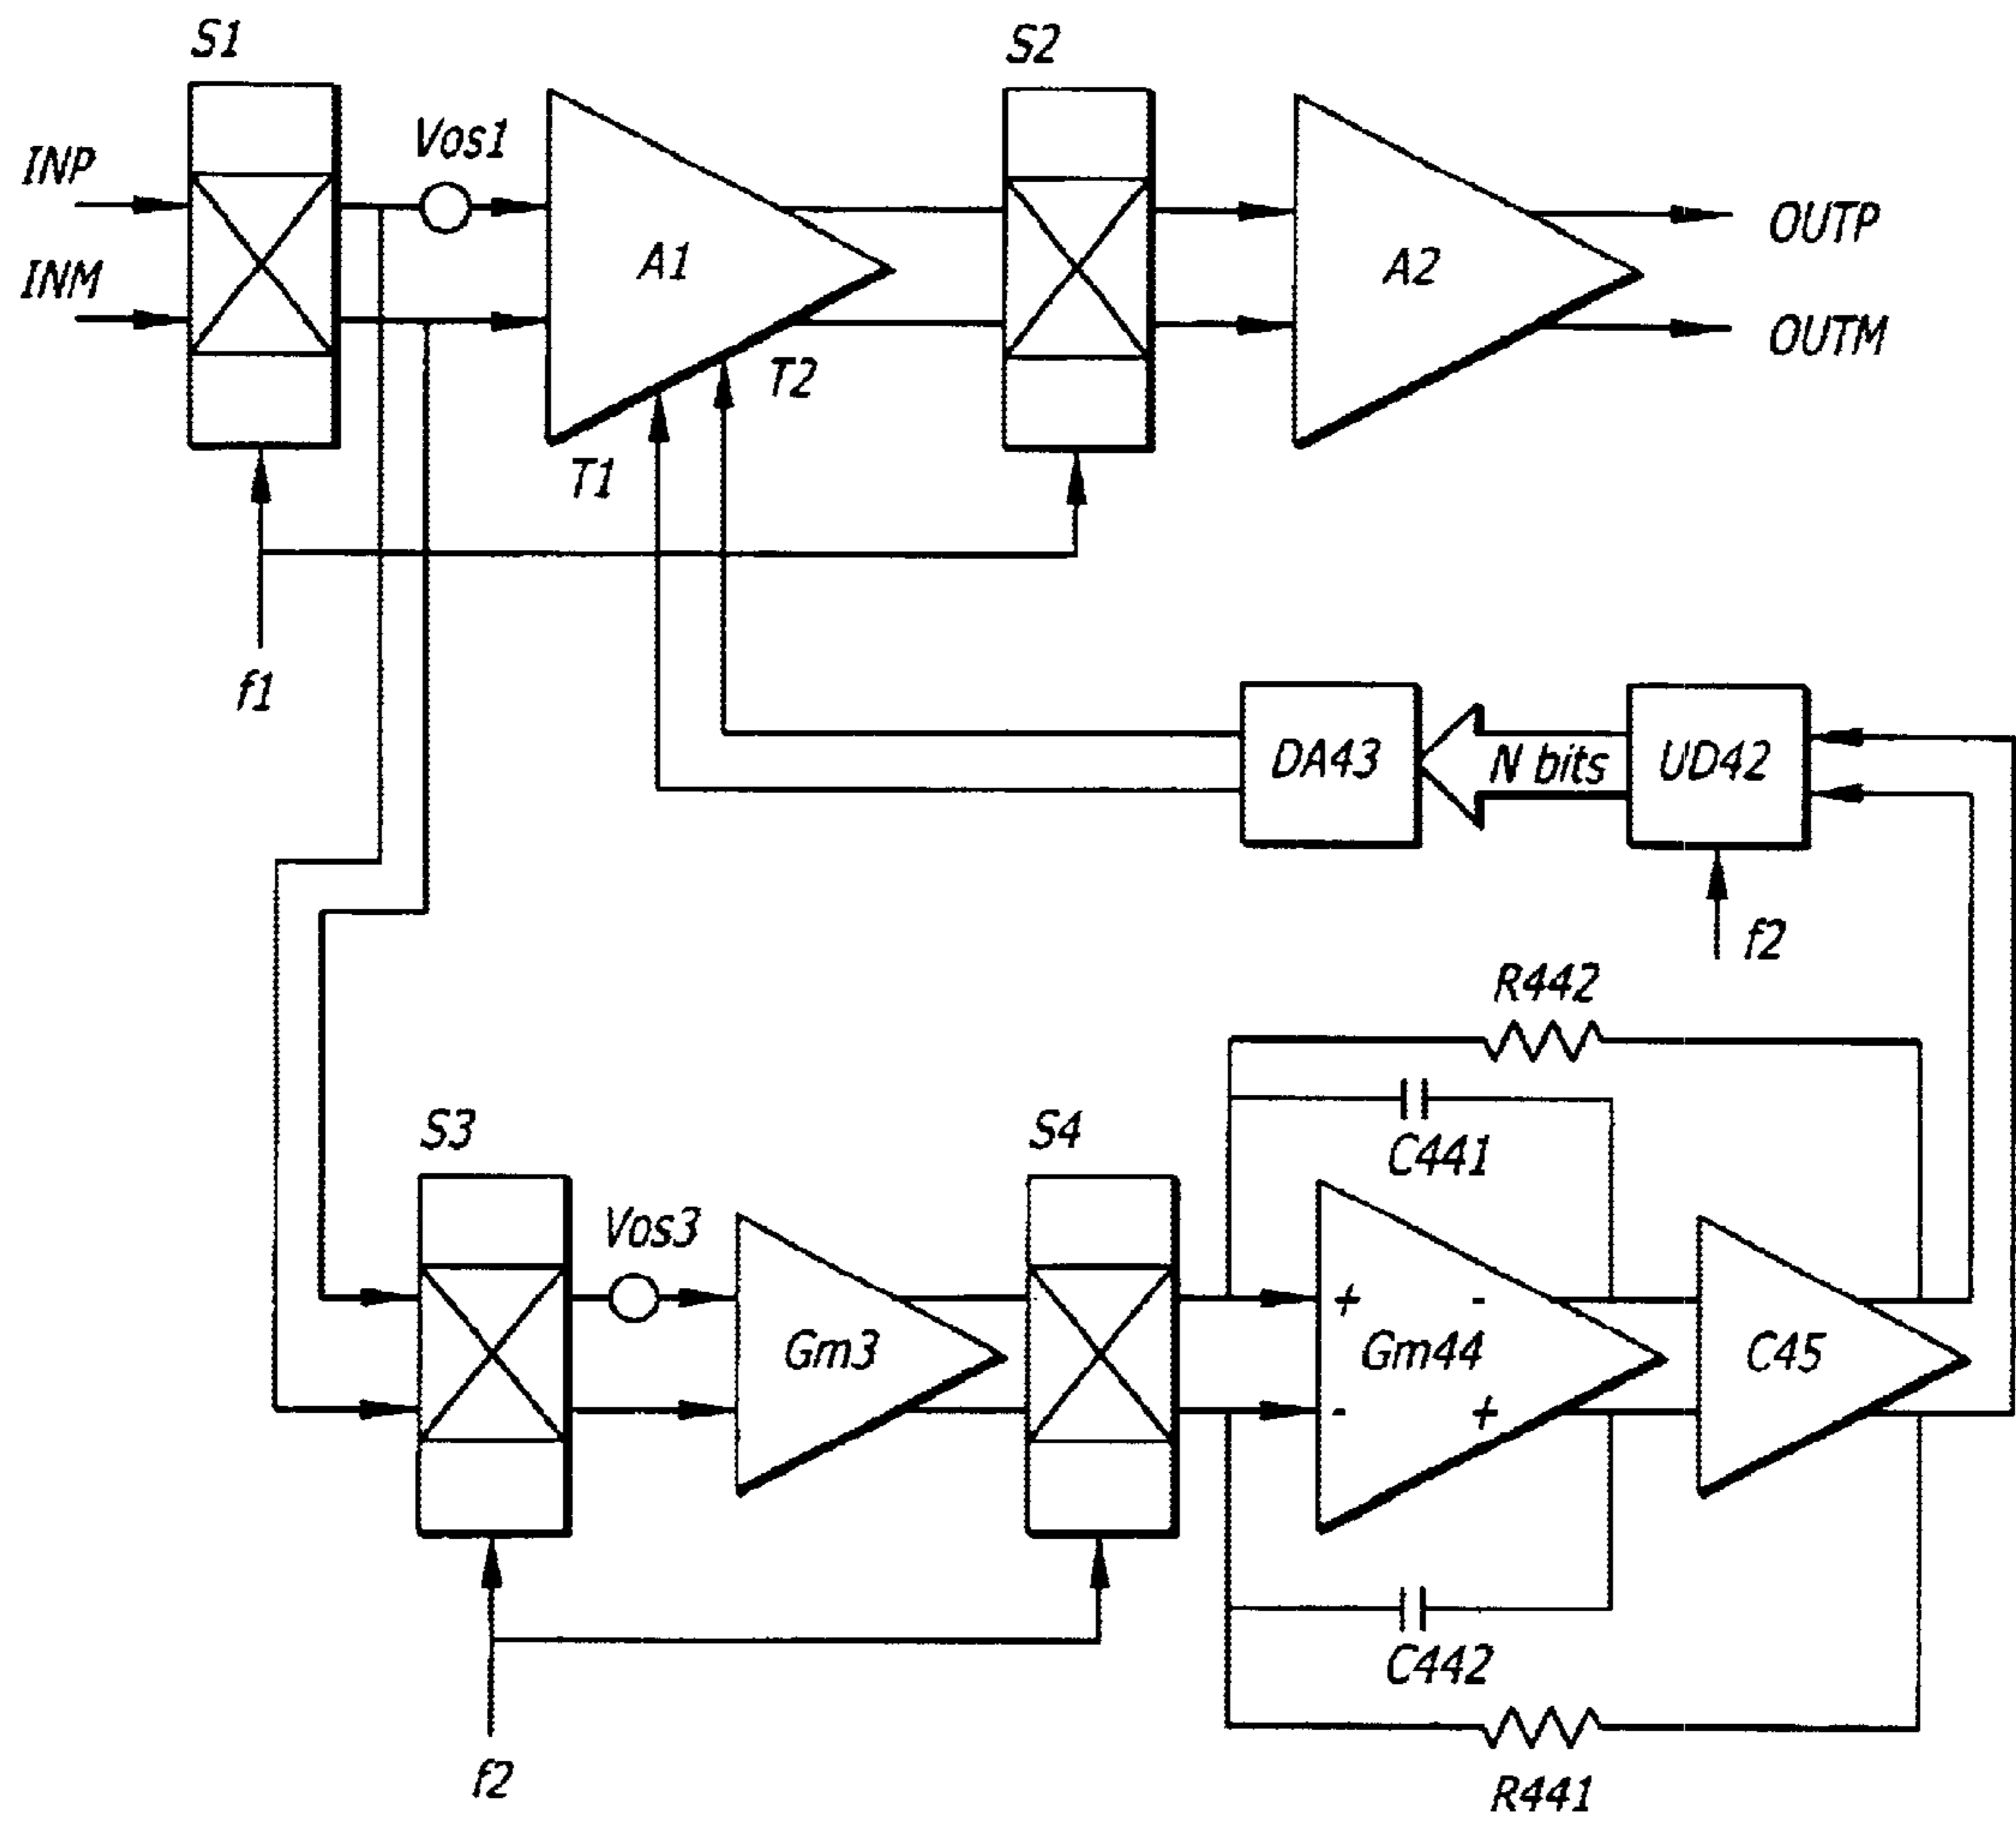 S1
S2
Vos1
INP
INM
A1
A2
OUTP
OUTM
T2
T1
f1
DA43
N bits
UD42
f2
R442
C441
S3
S4
Vos3
+
-
Gm3
Gm44
C45
-
+
C442
R441
f2